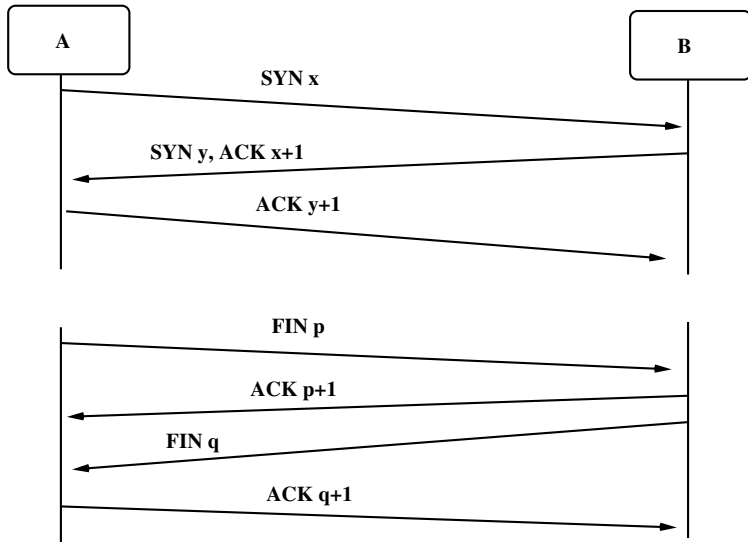 A
B
SYN x
SYN y, ACK x+1
ACK y+1
FIN p
ACK p+1
FIN q
ACK q+1